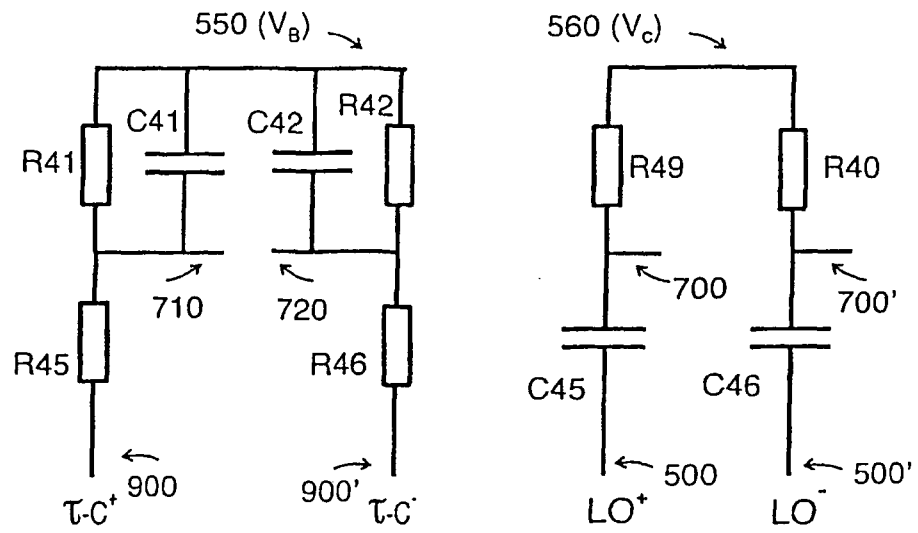 550 (V_B)
560 (V_c)
C41
C42
R42
R41
R49
R40
710
720
700
700'
R45
R46
C45
C46
900
900'
500
500'
τ-C⁺
τ-C⁻
LO⁺
LO⁻